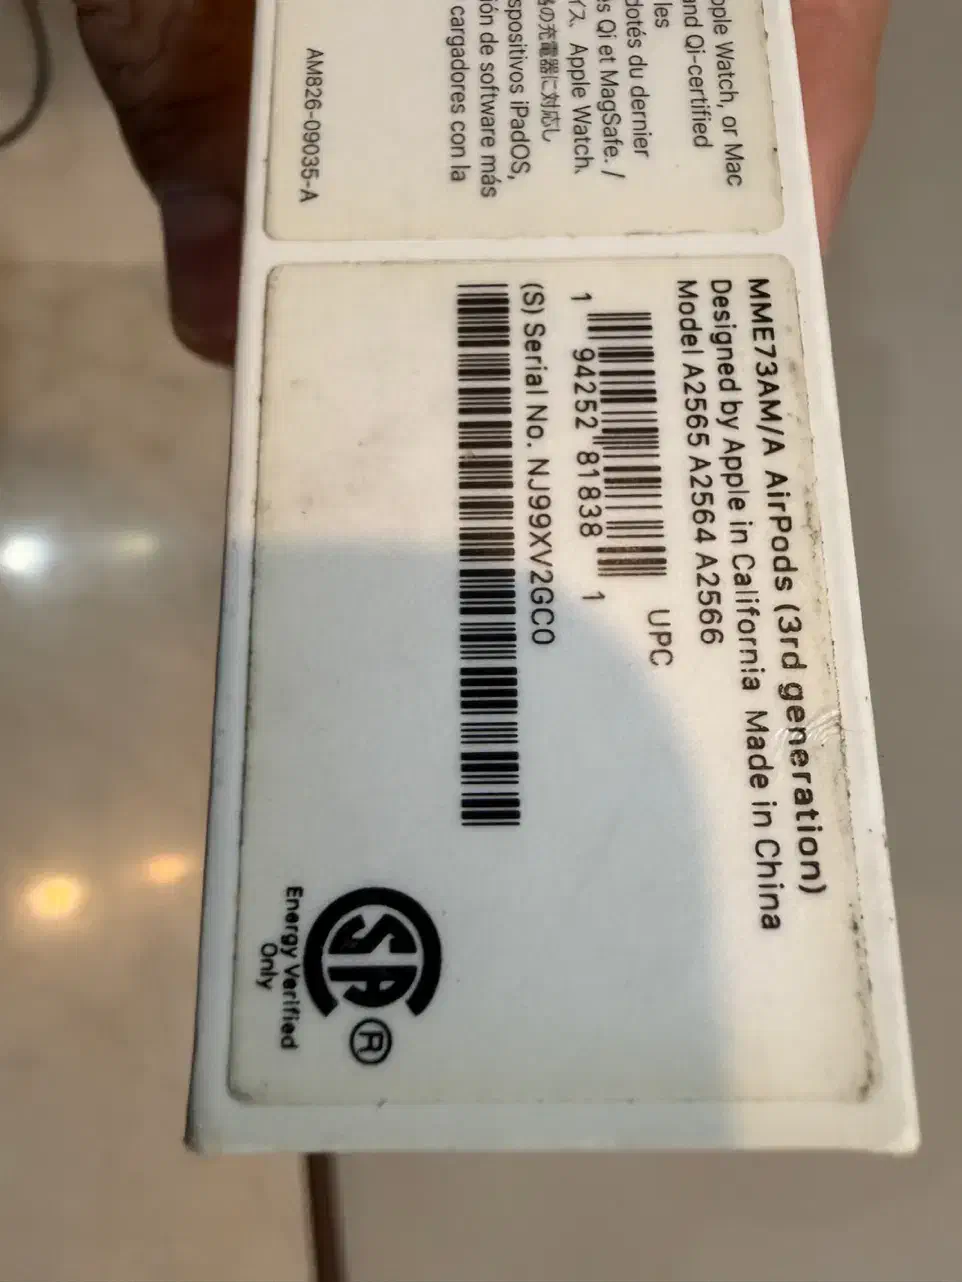 pple Watch, or Mac
and Qi-certified
les
dotés du dernier
s Qi et MagSafe. /
イス、Apple Watch、
の充電器に対応し
spositivos iPadOS,
ión de software más
cargadores con la
AM826-09035-A
MME73AM/A AirPods (3rd generation)
Designed by Apple in California Made in China
Model A2565 A2564 A2566
UPC
1 94252 81838 1
(S) Serial No. NJ99XV2GC0
SA ®
Energy Verified
Only